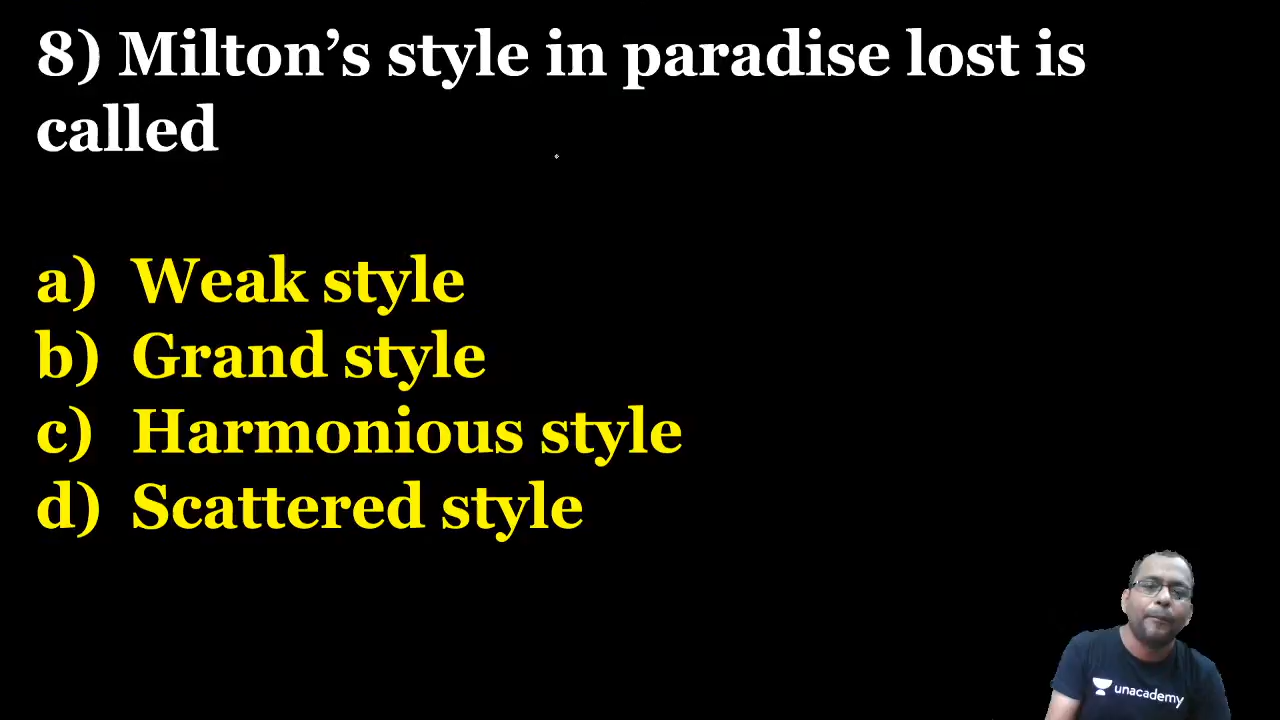 8) Milton’s style in paradise lost is
called
a) Weak style
b) Grand style
c) Harmonious style
d) Scattered style
unacademy